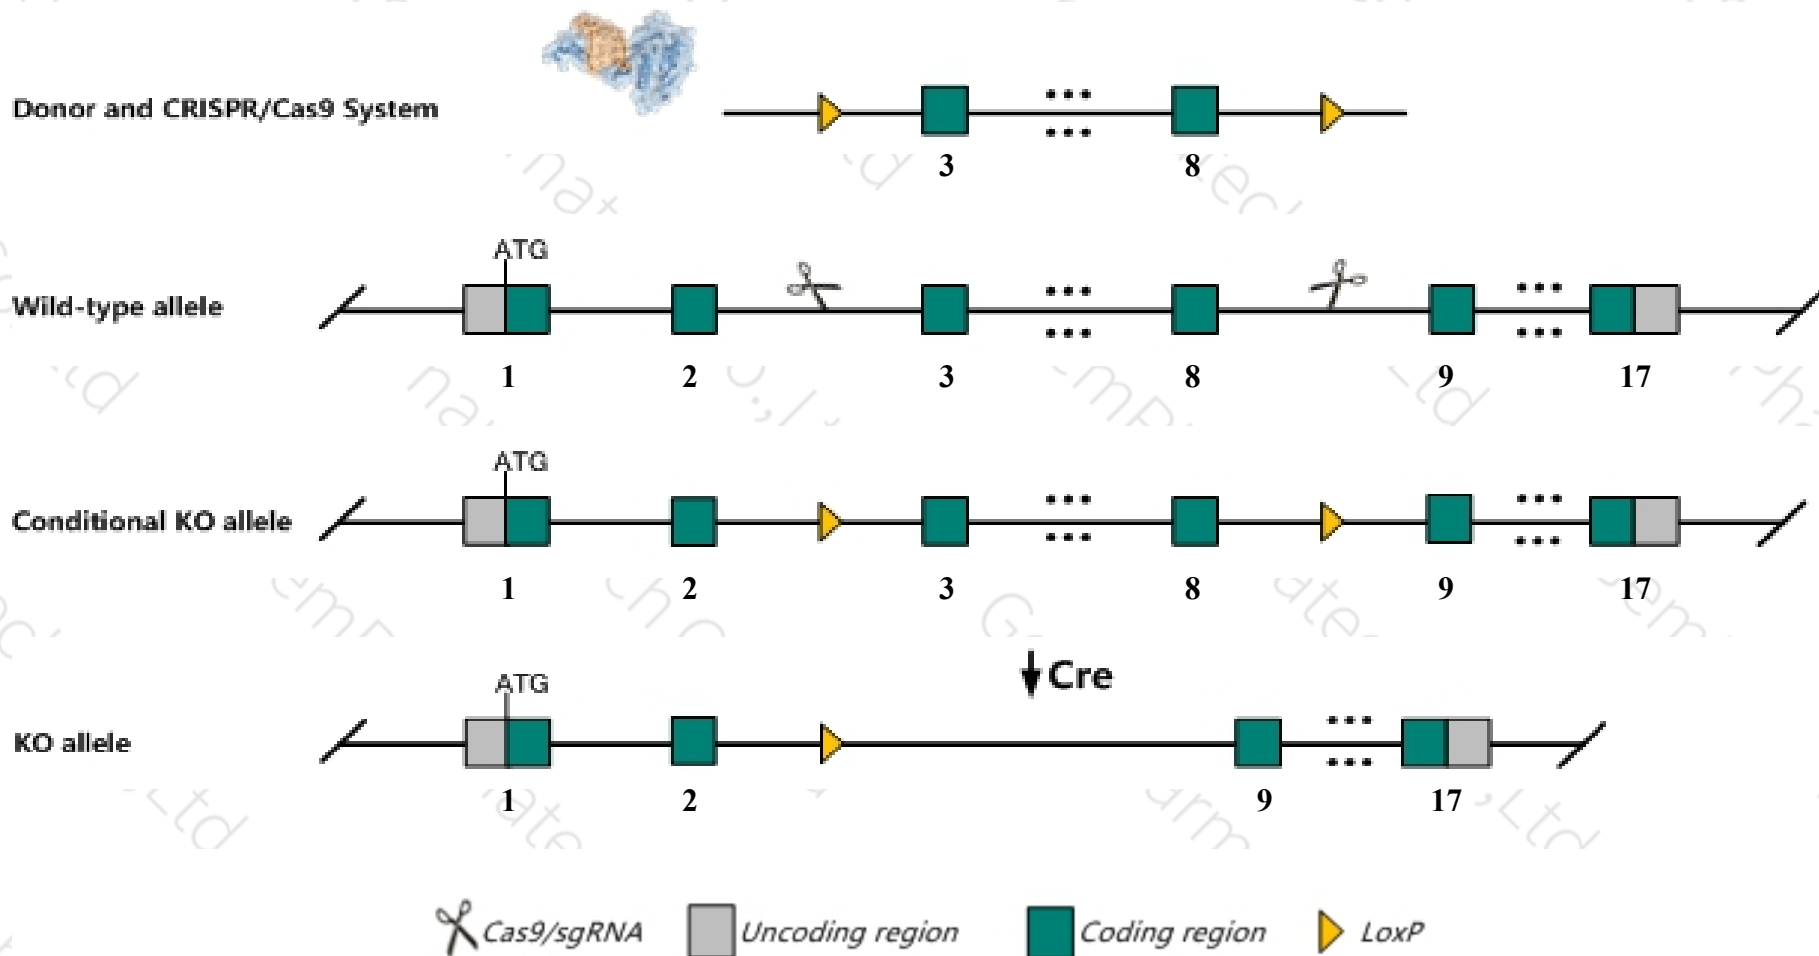 Donor and CRISPR/Cas9 System
3 8
ATG
Wild-type allele
1 2 3 8 9 17
ATG
Conditional KO allele
1 2 3 8 9 17
Cre
ATG
KO allele
1 2 9 17
Cas9/sgRNA Uncoding region Coding region LoxP